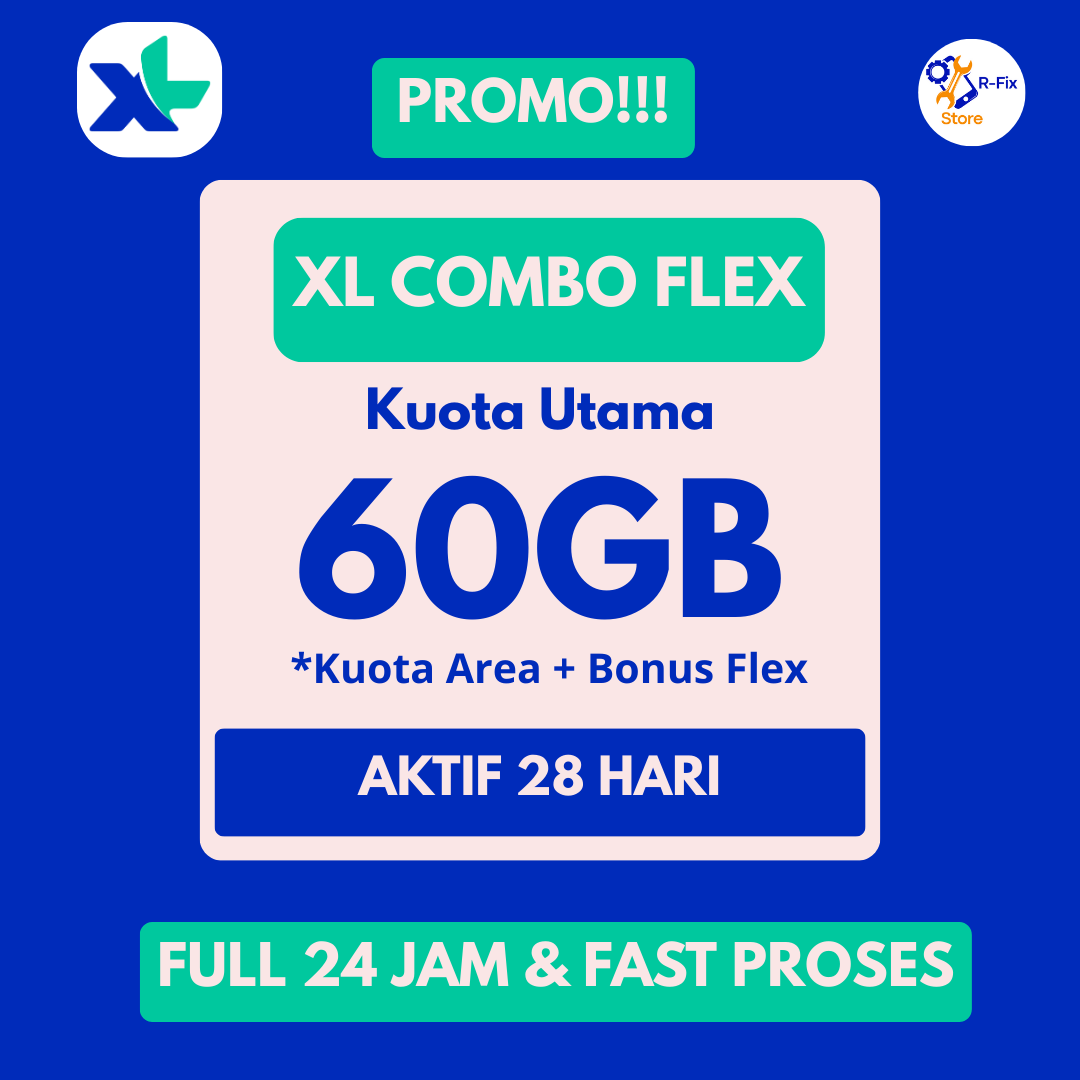 XL
PROMO!!!
R-Fix
Store
XL COMBO FLEX
Kuota Utama
60GB
*Kuota Area + Bonus Flex
AKTIF 28 HARI
FULL 24 JAM & FAST PROSES